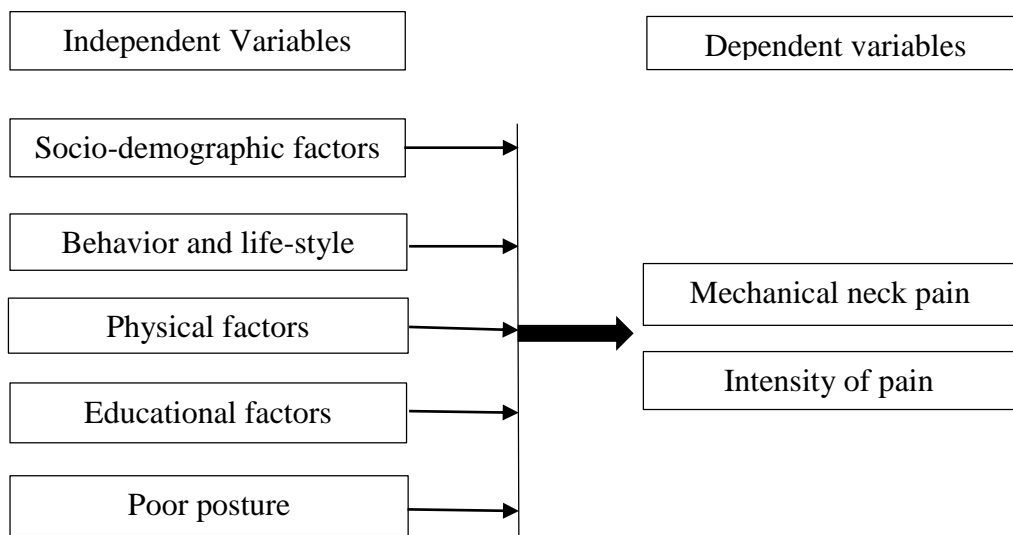 Independent Variables
Dependent variables
Socio-demographic factors
Behavior and life-style
Physical factors
Educational factors
Poor posture
Mechanical neck pain
Intensity of pain